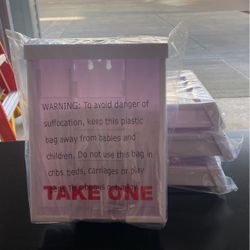 WARNING: To avoid danger of
suffocation, keep this plastic
bag away from babies and
children. Do not use this bag in
cribs, beds, carriages or play
TAKE ONE